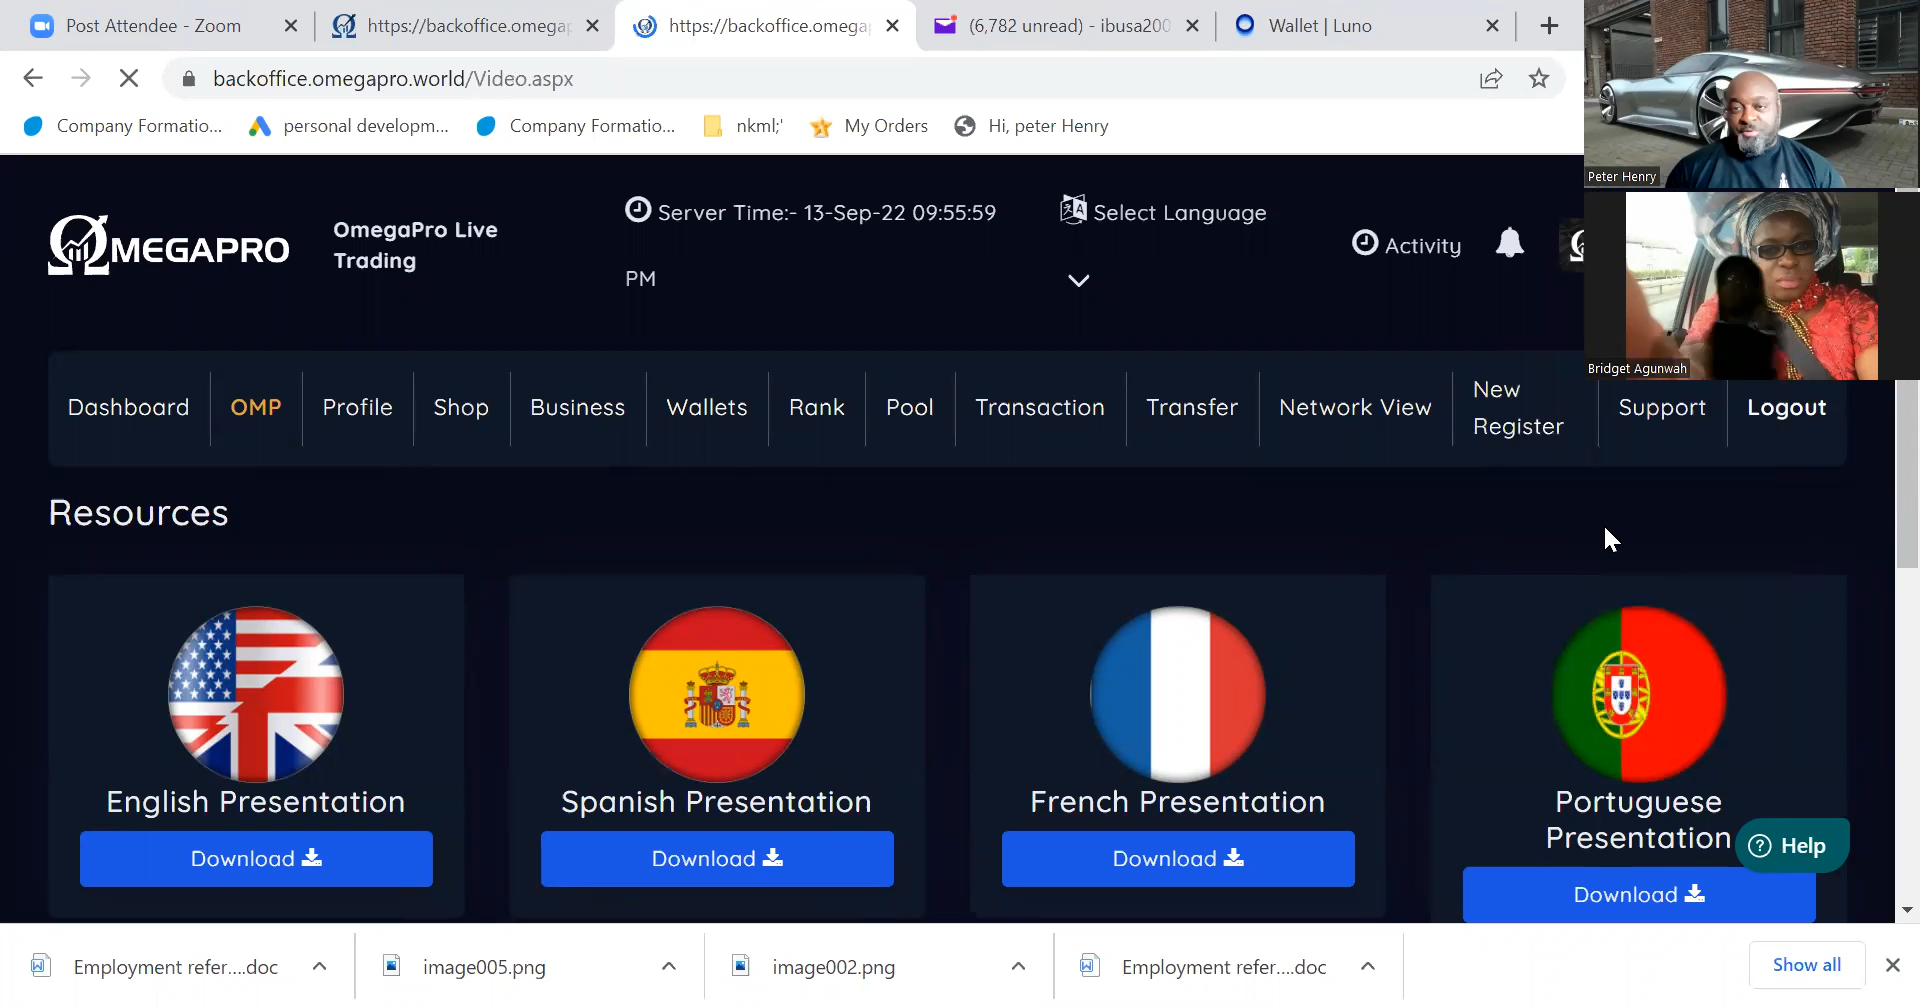 Post Attendee - Zoom
https://backoffice.omegap
https://backoffice.omegap
(6,782 unread) - ibusa200
Wallet | Luno
backoffice.omegapro.world/Video.aspx
Company Formatio...
personal developm...
Company Formatio...
nkml;'
My Orders
Hi, peter Henry
Peter Henry
Bridget Agunwah
ΩMEGAPRO
OmegaPro Live
Trading
Server Time:- 13-Sep-22 09:55:59
PM
Select Language
Activity
Dashboard
OMP
Profile
Shop
Business
Wallets
Rank
Pool
Transaction
Transfer
Network View
New
Register
Support
Logout
Resources
English Presentation
Download
Spanish Presentation
Download
French Presentation
Download
Portuguese
Presentation
Download
? Help
Employment refer....doc
image005.png
image002.png
Employment refer....doc
Show all